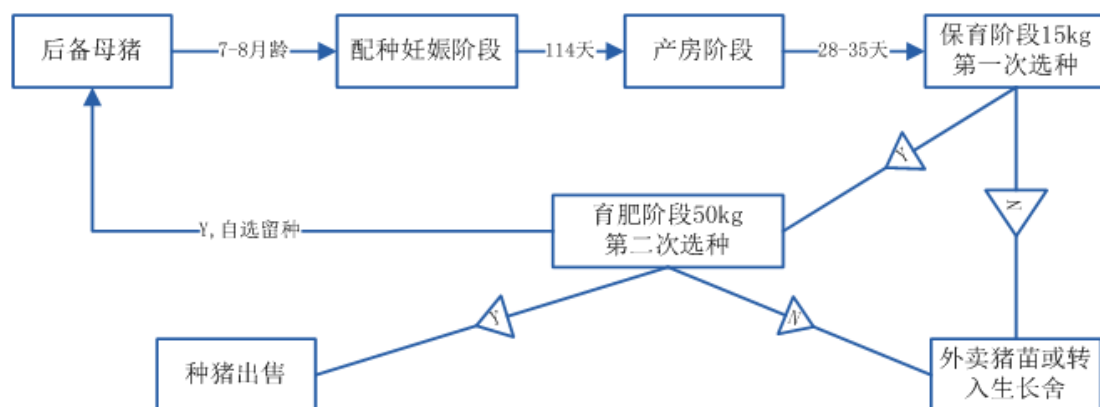 后备母猪
7-8月龄
配种妊娠阶段
114天
产房阶段
28-35天
保育阶段15kg
第一次选种
Y
N
育肥阶段50kg
第二次选种
Y,自选留种
Y
N
种猪出售
外卖猪苗或转
入生长舍